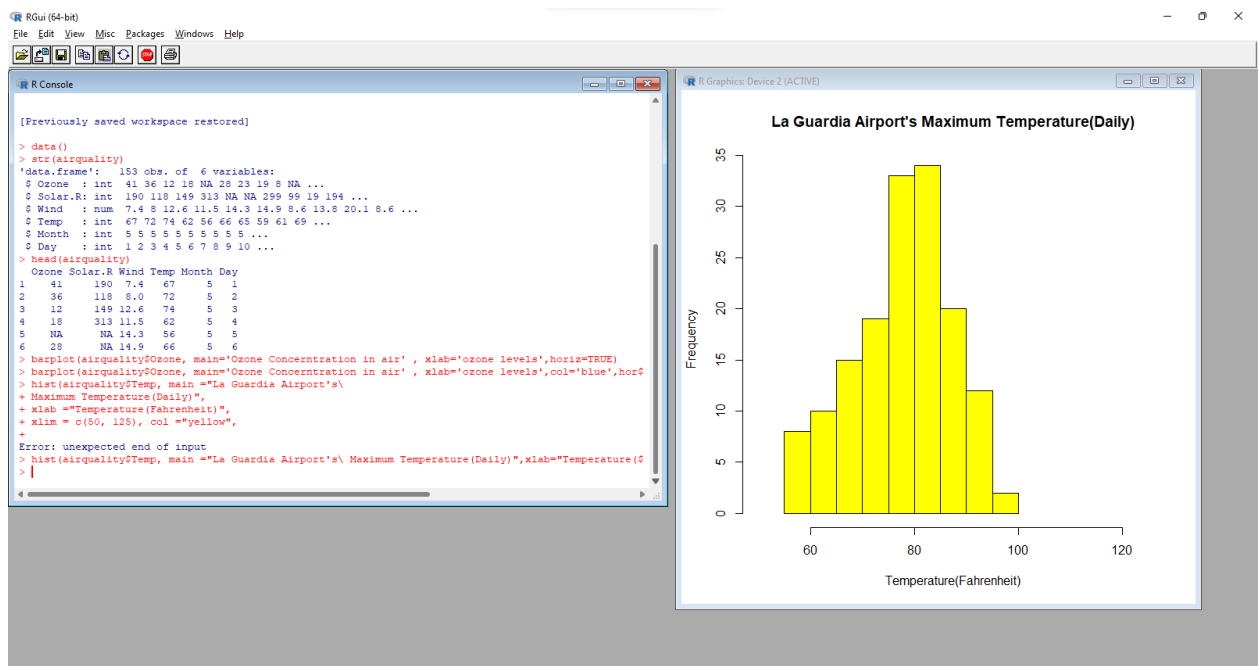 RGui (64-bit)
File Edit View Misc Packages Windows Help
STOP
R Console
[Previously saved workspace restored]
> data()
> str(airquality)
'data.frame':   153 obs. of  6 variables:
 $ Ozone  : int  41 36 12 18 NA 28 23 19 8 NA ...
 $ Solar.R: int  190 118 149 313 NA NA 299 99 19 194 ...
 $ Wind   : num  7.4 8 12.6 11.5 14.3 14.9 8.6 13.8 20.1 8.6 ...
 $ Temp   : int  67 72 74 62 56 66 65 59 61 69 ...
 $ Month  : int  5 5 5 5 5 5 5 5 5 5 ...
 $ Day    : int  1 2 3 4 5 6 7 8 9 10 ...
> head(airquality)
  Ozone Solar.R Wind Temp Month Day
1    41     190  7.4   67     5   1
2    36     118  8.0   72     5   2
3    12     149 12.6   74     5   3
4    18     313 11.5   62     5   4
5    NA      NA 14.3   56     5   5
6    28      NA 14.9   66     5   6
> barplot(airquality$Ozone, main='Ozone Concerntration in air' , xlab='ozone levels',horiz=TRUE)
> barplot(airquality$Ozone, main='Ozone Concerntration in air' , xlab='ozone levels',col='blue',hor$
> hist(airquality$Temp, main ="La Guardia Airport's\
+ Maximum Temperature(Daily)",
+ xlab ="Temperature(Fahrenheit)",
+ xlim = c(50, 125), col ="yellow",
+
Error: unexpected end of input
> hist(airquality$Temp, main ="La Guardia Airport's\ Maximum Temperature(Daily)",xlab="Temperature($
>
R Graphics: Device 2 (ACTIVE)
La Guardia Airport's Maximum Temperature(Daily)
35
30
25
20
15
10
5
0
Frequency
60 80 100 120
Temperature(Fahrenheit)